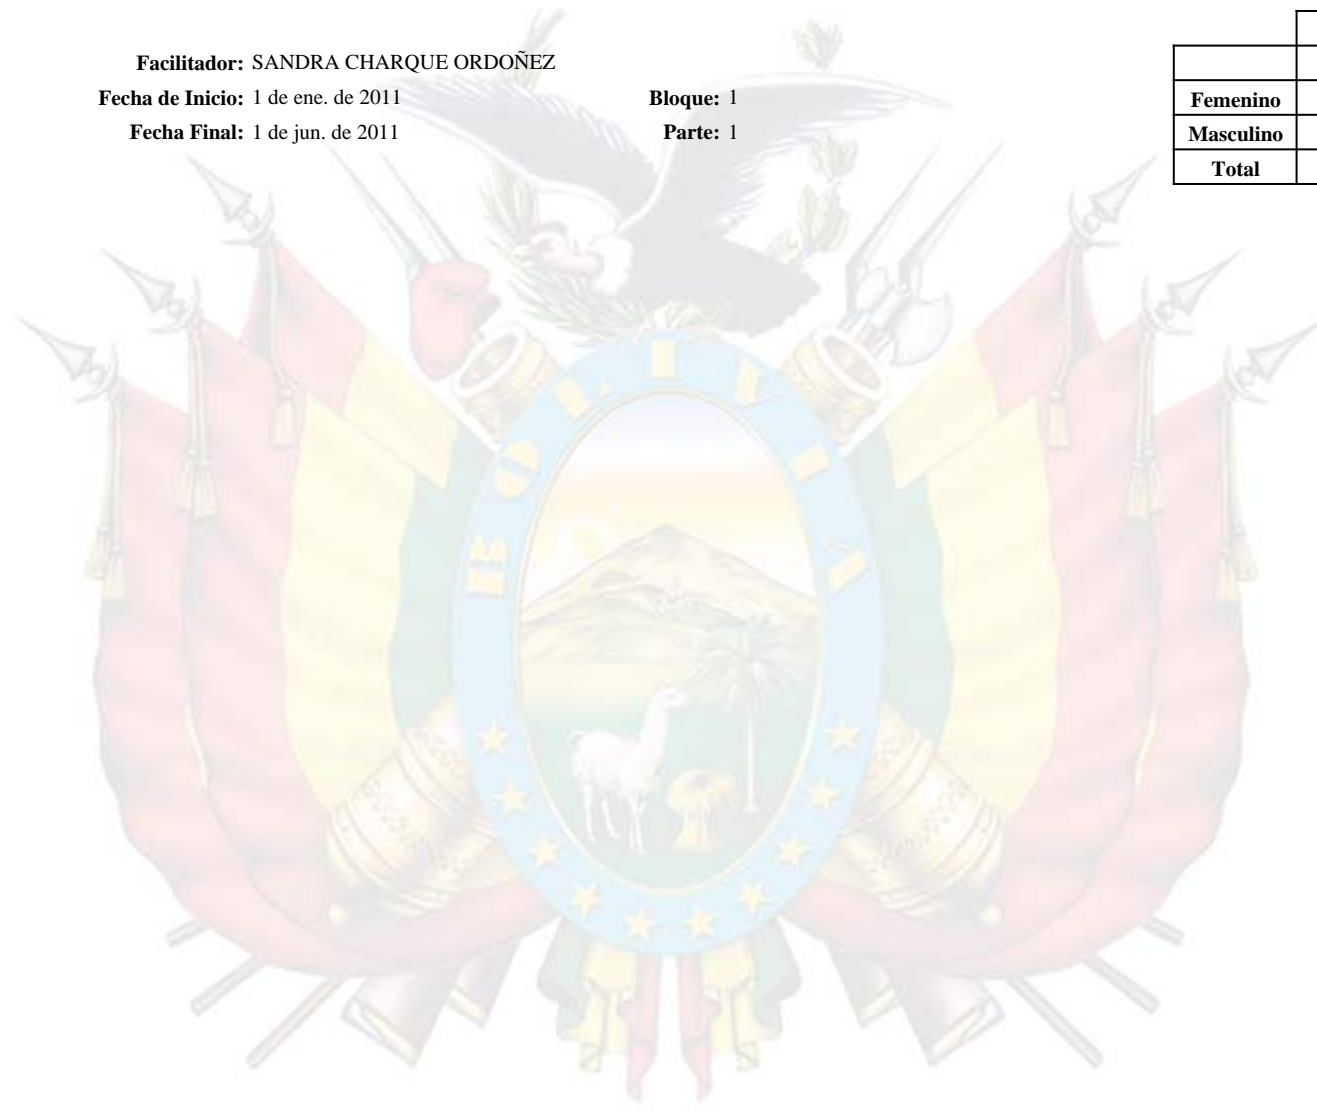 Facilitador: SANDRA CHARQUE ORDOÑEZ
Fecha de Inicio: 1 de ene. de 2011 Bloque: 1
Fecha Final: 1 de jun. de 2011 Parte: 1
Femenino
Masculino
Total
BOLIVIA